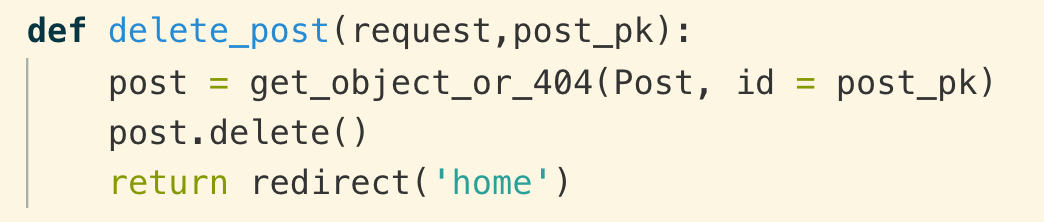 def delete_post(request,post_pk):
    post = get_object_or_404(Post, id = post_pk)
    post.delete()
    return redirect('home')